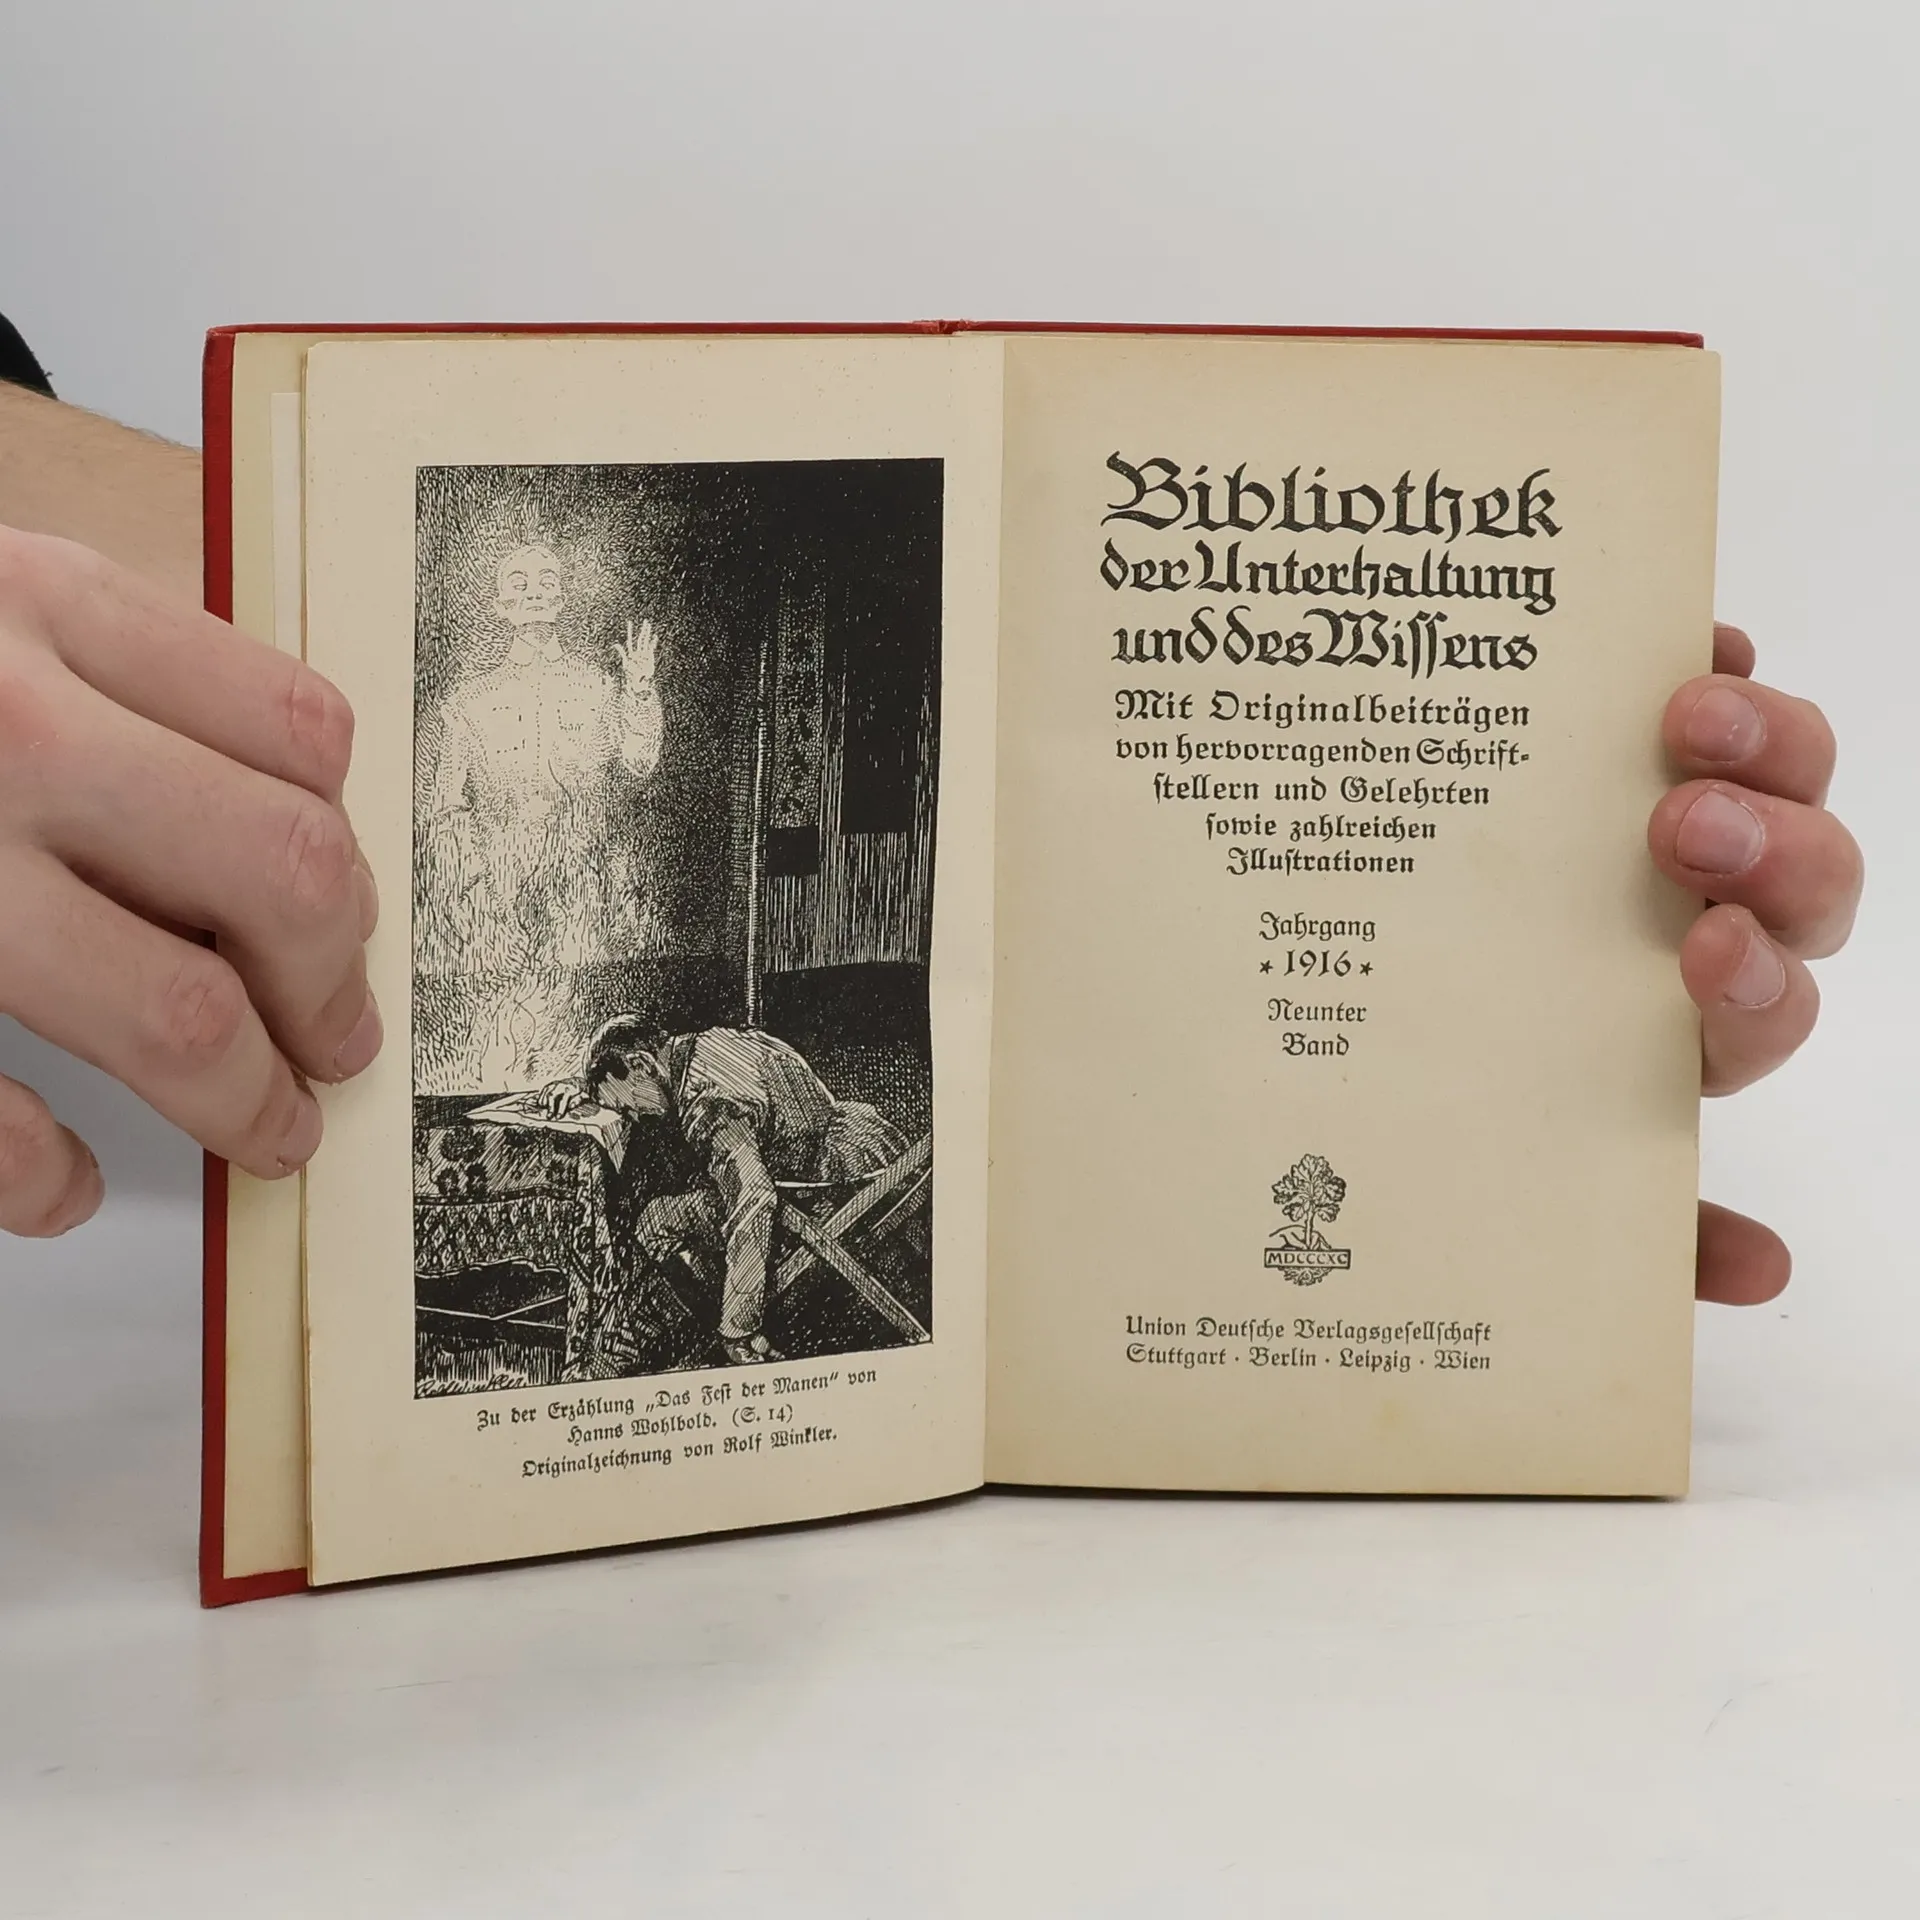 Rolf Winkler.
Zu der Erzählung „Das Fest der Manen“ von
Hanns Wohlbold. (S. 14)
Originalzeichnung von Rolf Winkler.
Bibliothek
der Unterhaltung
und des Wissens
Mit Originalbeiträgen
von hervorragenden Schrift-
stellern und Gelehrten
sowie zahlreichen
Illustrationen
Jahrgang
* 1916 *
Neunter
Band
MDCCCXC
Union Deutsche Verlagsgesellschaft
Stuttgart · Berlin · Leipzig · Wien